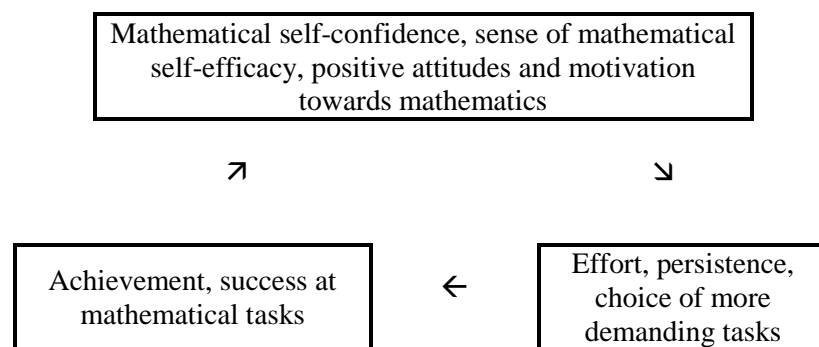 Mathematical self-confidence, sense of mathematical
self-efficacy, positive attitudes and motivation
towards mathematics
Achievement, success at
mathematical tasks
Effort, persistence,
choice of more
demanding tasks